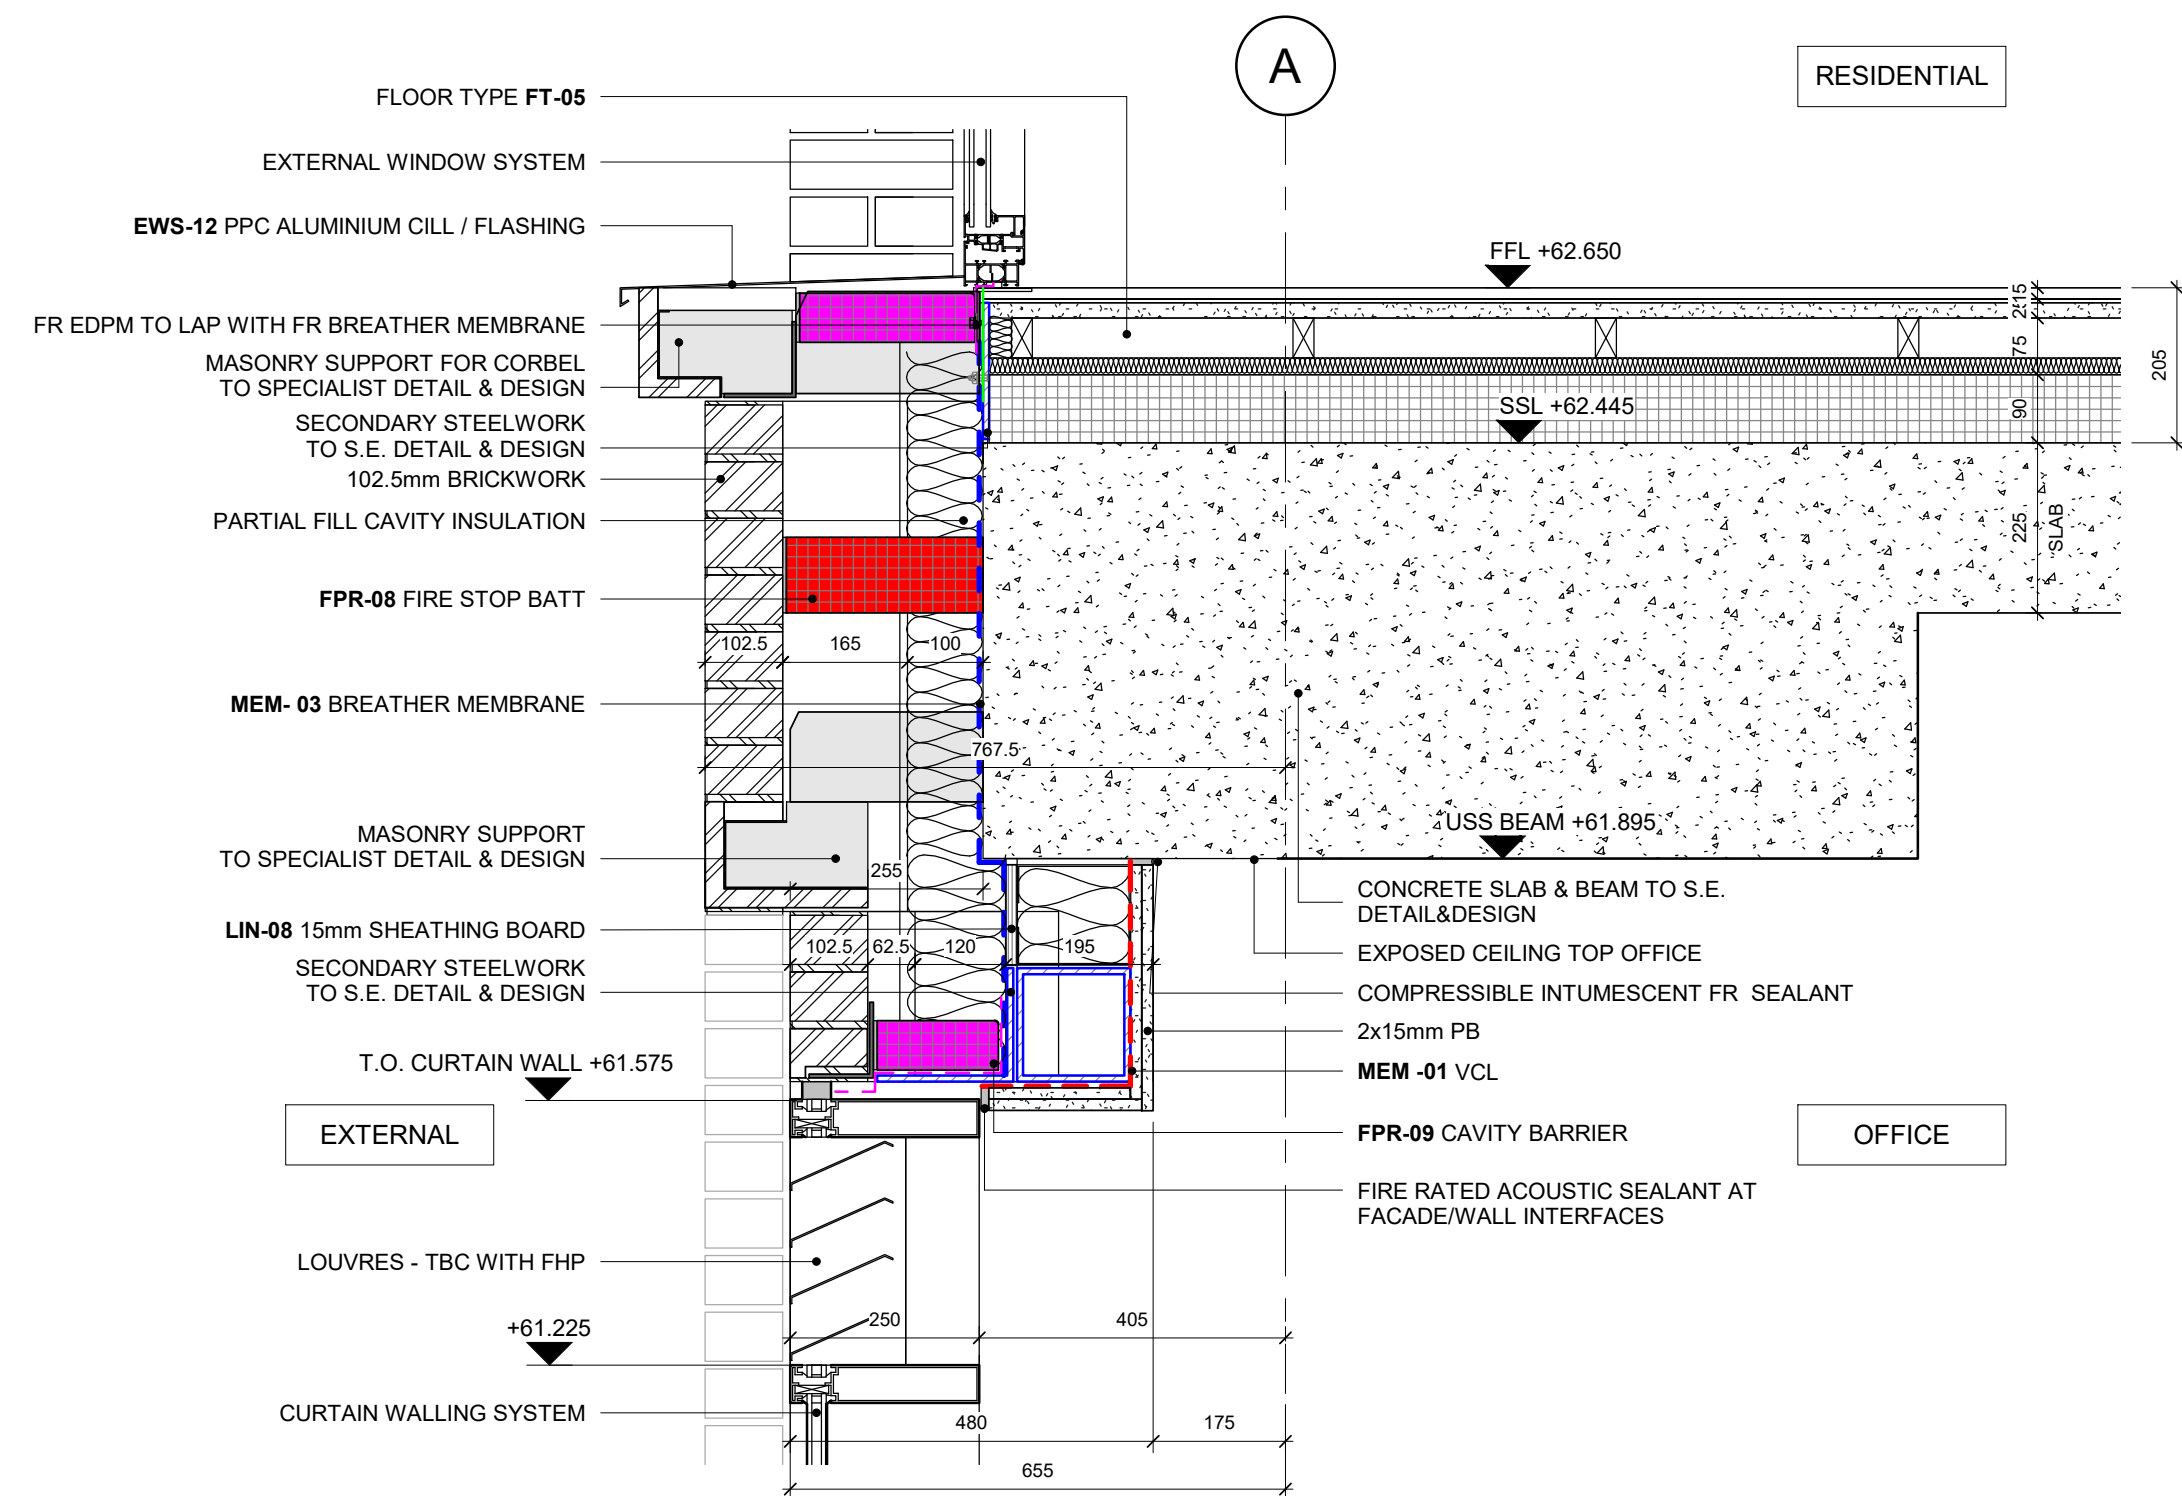 A
RESIDENTIAL
FLOOR TYPE FT-05
EXTERNAL WINDOW SYSTEM
EWS-12 PPC ALUMINIUM CILL / FLASHING
FFL +62.650
FR EDPM TO LAP WITH FR BREATHER MEMBRANE
MASONRY SUPPORT FOR CORBEL
TO SPECIALIST DETAIL & DESIGN
SECONDARY STEELWORK
TO S.E. DETAIL & DESIGN
102.5mm BRICKWORK
PARTIAL FILL CAVITY INSULATION
FPR-08 FIRE STOP BATT
MEM- 03 BREATHER MEMBRANE
MASONRY SUPPORT
TO SPECIALIST DETAIL & DESIGN
LIN-08 15mm SHEATHING BOARD
SECONDARY STEELWORK
TO S.E. DETAIL & DESIGN
T.O. CURTAIN WALL +61.575
EXTERNAL
LOUVRES - TBC WITH FHP
+61.225
CURTAIN WALLING SYSTEM
SSL +62.445
2x15
75
90
205
225
SLAB
102.5
165
100
767.5
USS BEAM +61.895
255
102.5
62.5
120
195
CONCRETE SLAB & BEAM TO S.E.
DETAIL&DESIGN
EXPOSED CEILING TOP OFFICE
COMPRESSIBLE INTUMESCENT FR SEALANT
2x15mm PB
MEM -01 VCL
FPR-09 CAVITY BARRIER
OFFICE
FIRE RATED ACOUSTIC SEALANT AT
FACADE/WALL INTERFACES
250
405
480
175
655